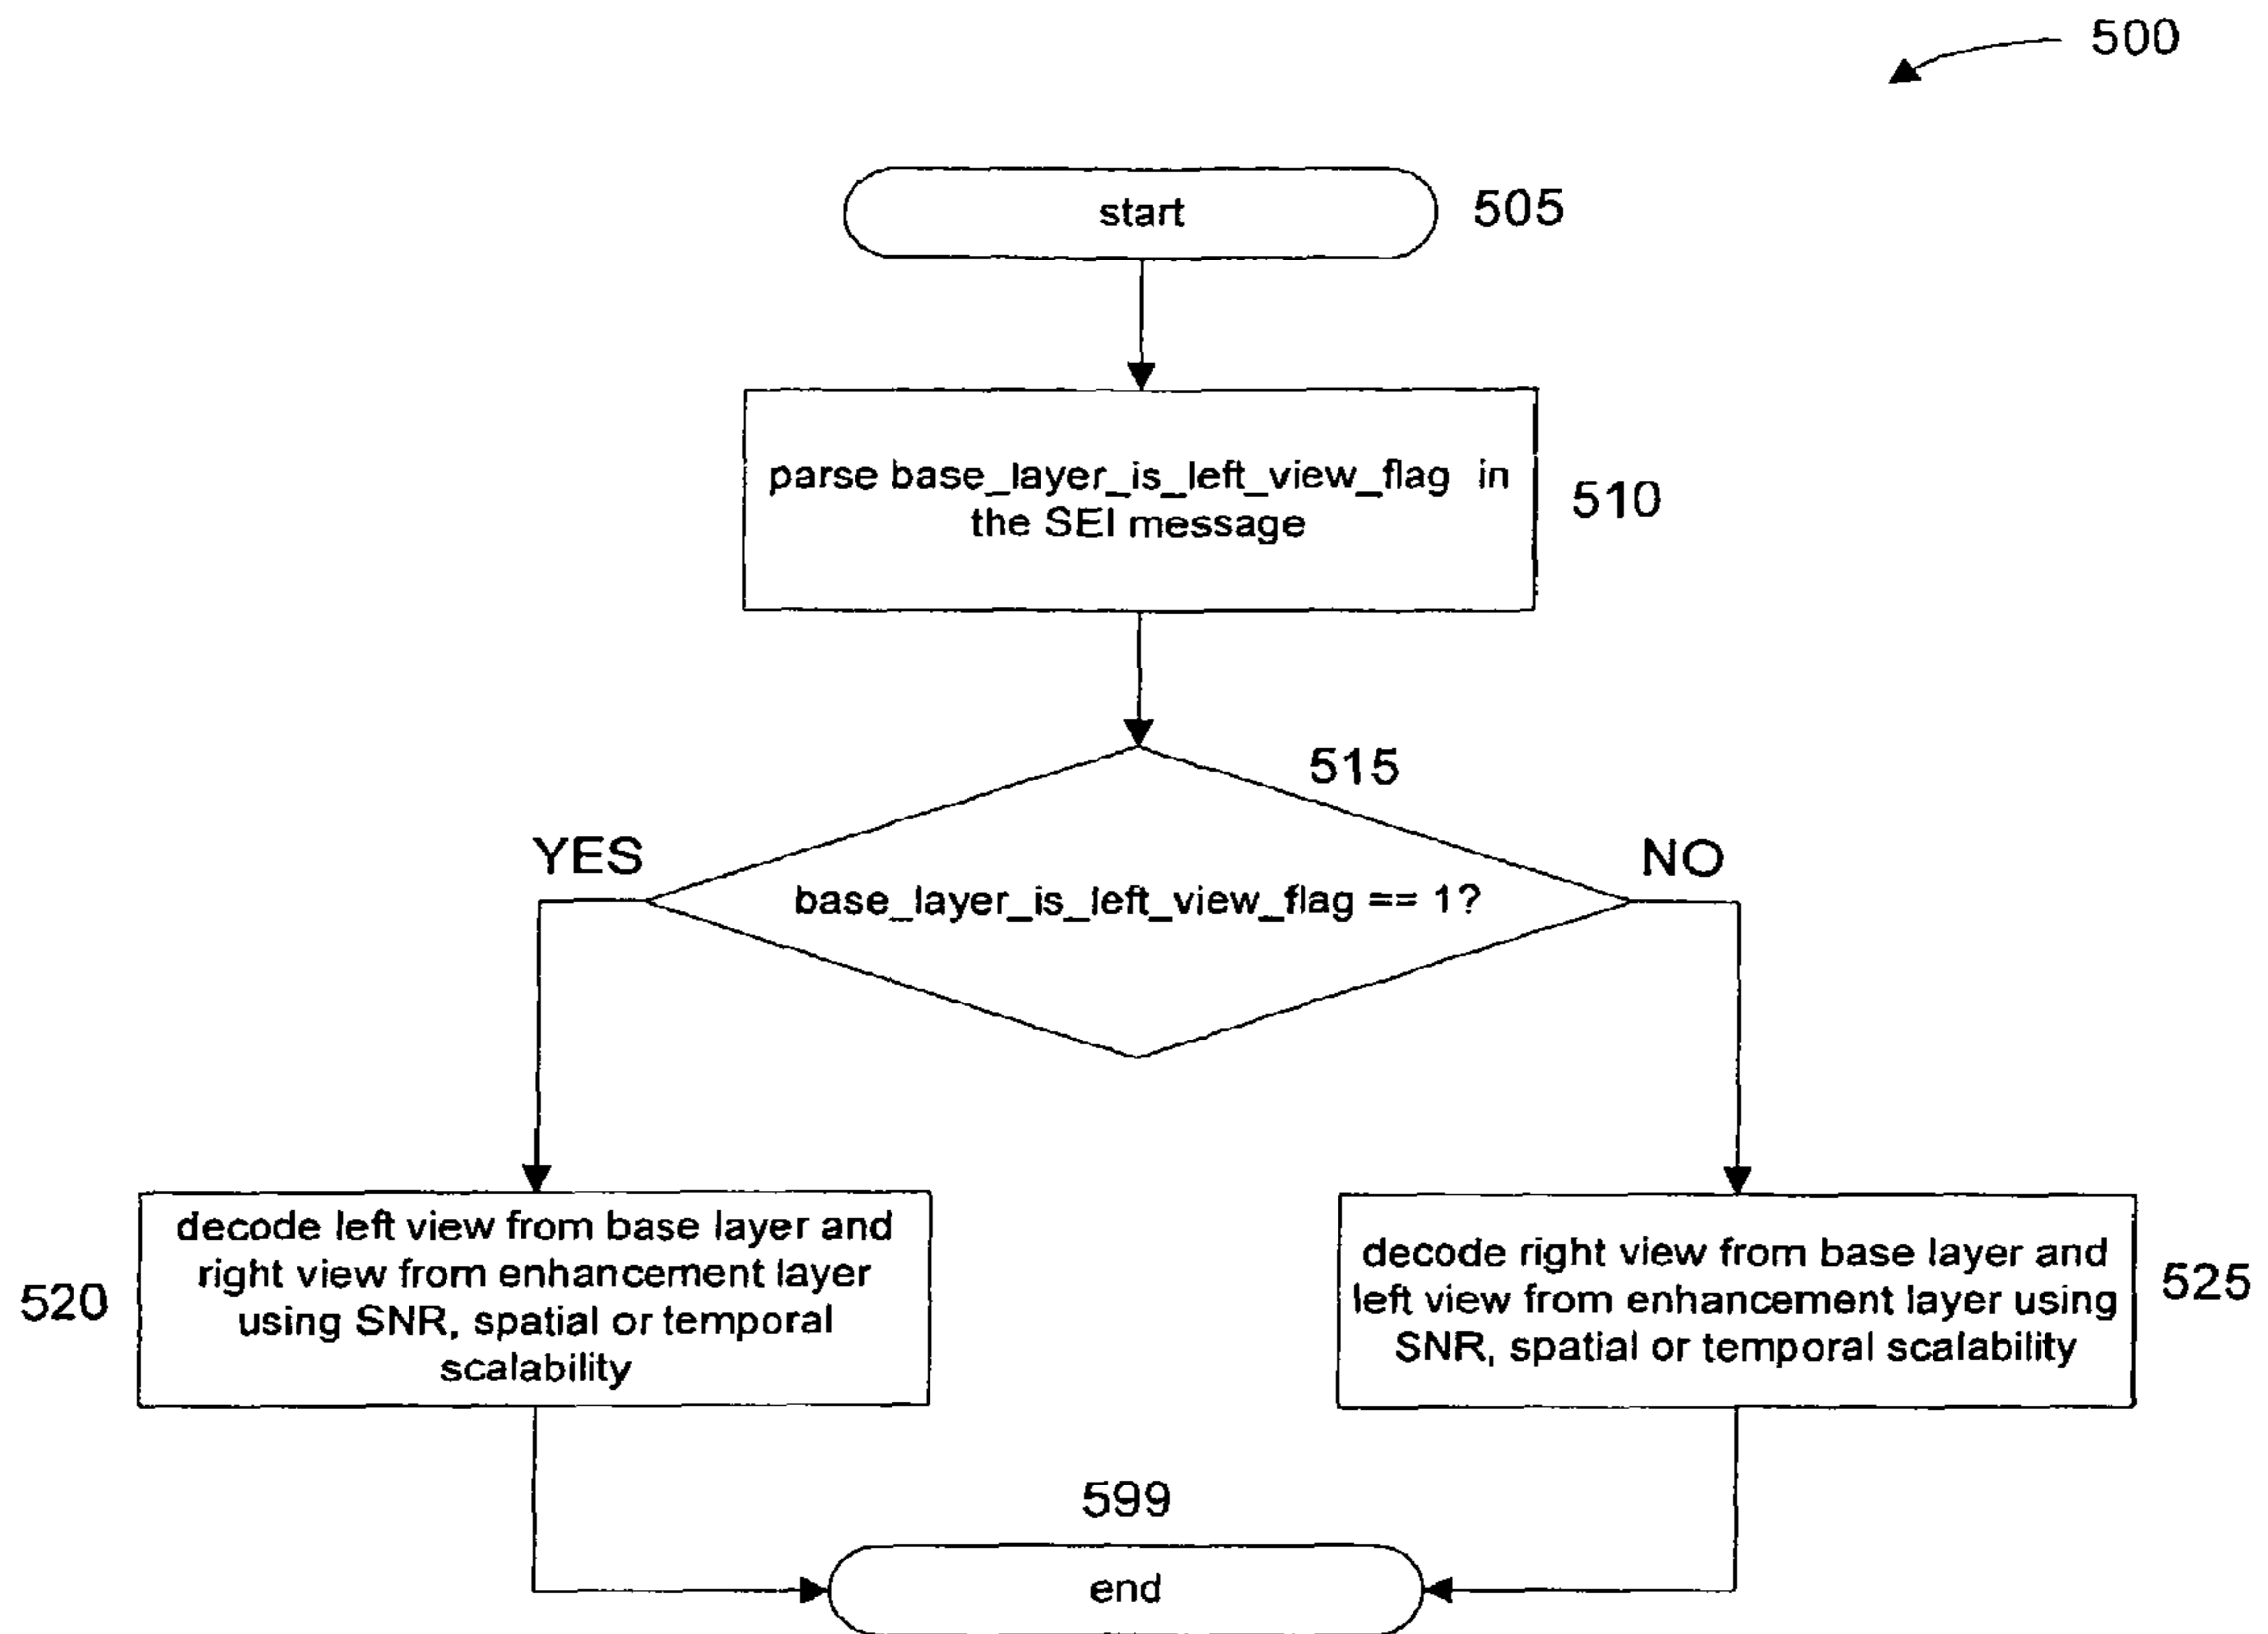 500
start
505
parse base_layer_is_left_view_flag in
the SEI message
510
515
YES
NO
base_layer_is_left_view_flag == 1?
decode left view from base layer and
right view from enhancement layer
using SNR, spatial or temporal
scalability
520
decode right view from base layer and
left view from enhancement layer using
SNR, spatial or temporal scalability
525
599
end